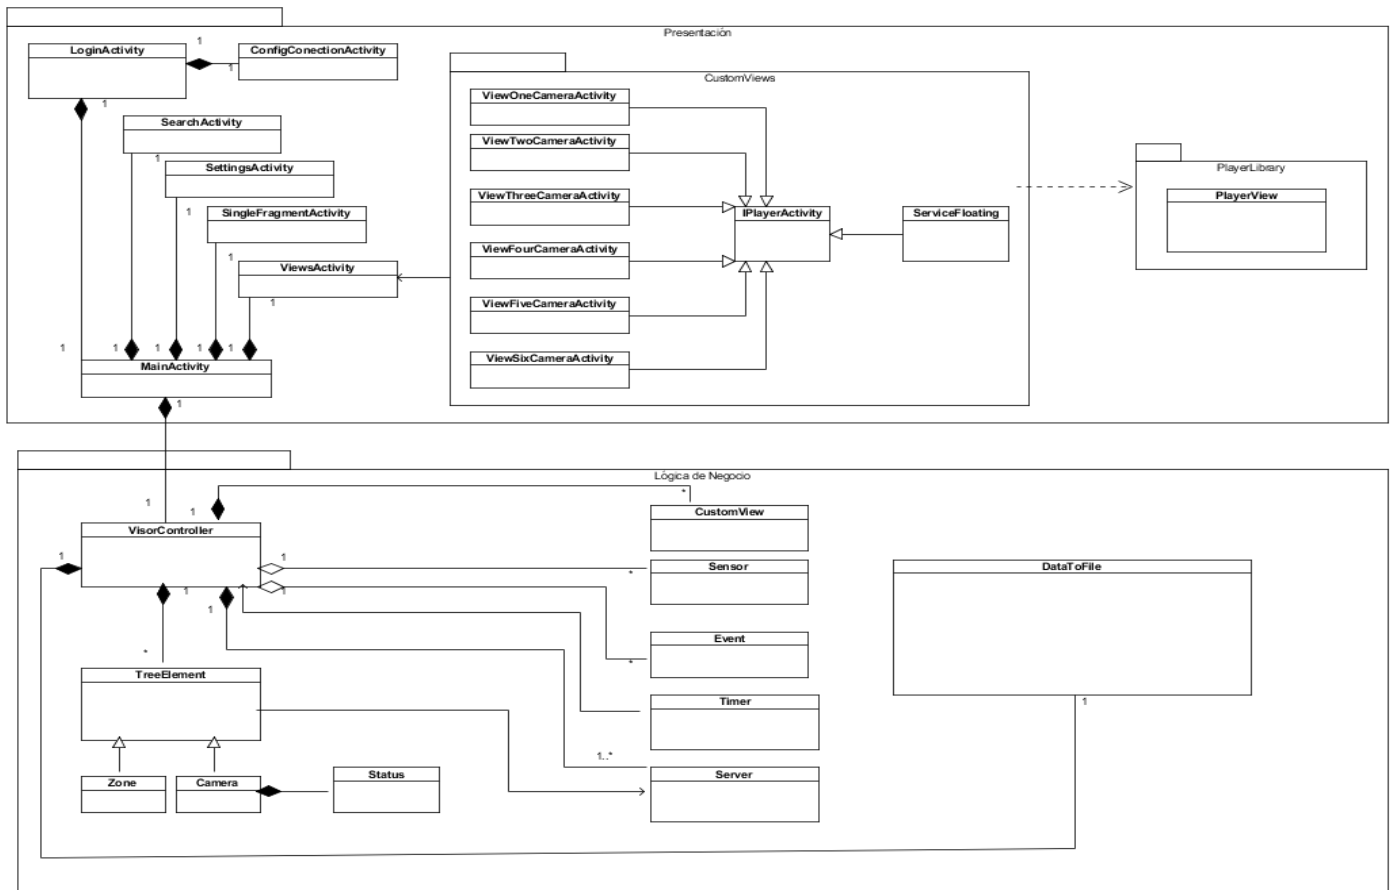 Presentación
LoginActivity
1
1
ConfigConectionActivity
CustomViews
1
SearchActivity
1
SettingsActivity
1
SingleFragmentActivity
1
ViewsActivity
1
1
1
1
1
1
MainActivity
1
ViewOneCameraActivity
ViewTwoCameraActivity
ViewThreeCameraActivity
ViewFourCameraActivity
ViewFiveCameraActivity
ViewSixCameraActivity
IPlayerActivity
ServiceFloating
PlayerLibrary
PlayerView
Lógica de Negocio
1
1
*
VisorController
CustomView
1
1
*
Sensor
1
1
1
*
Event
DataToFile
*
TreeElement
Timer
1
1..*
Zone
Camera
Status
Server